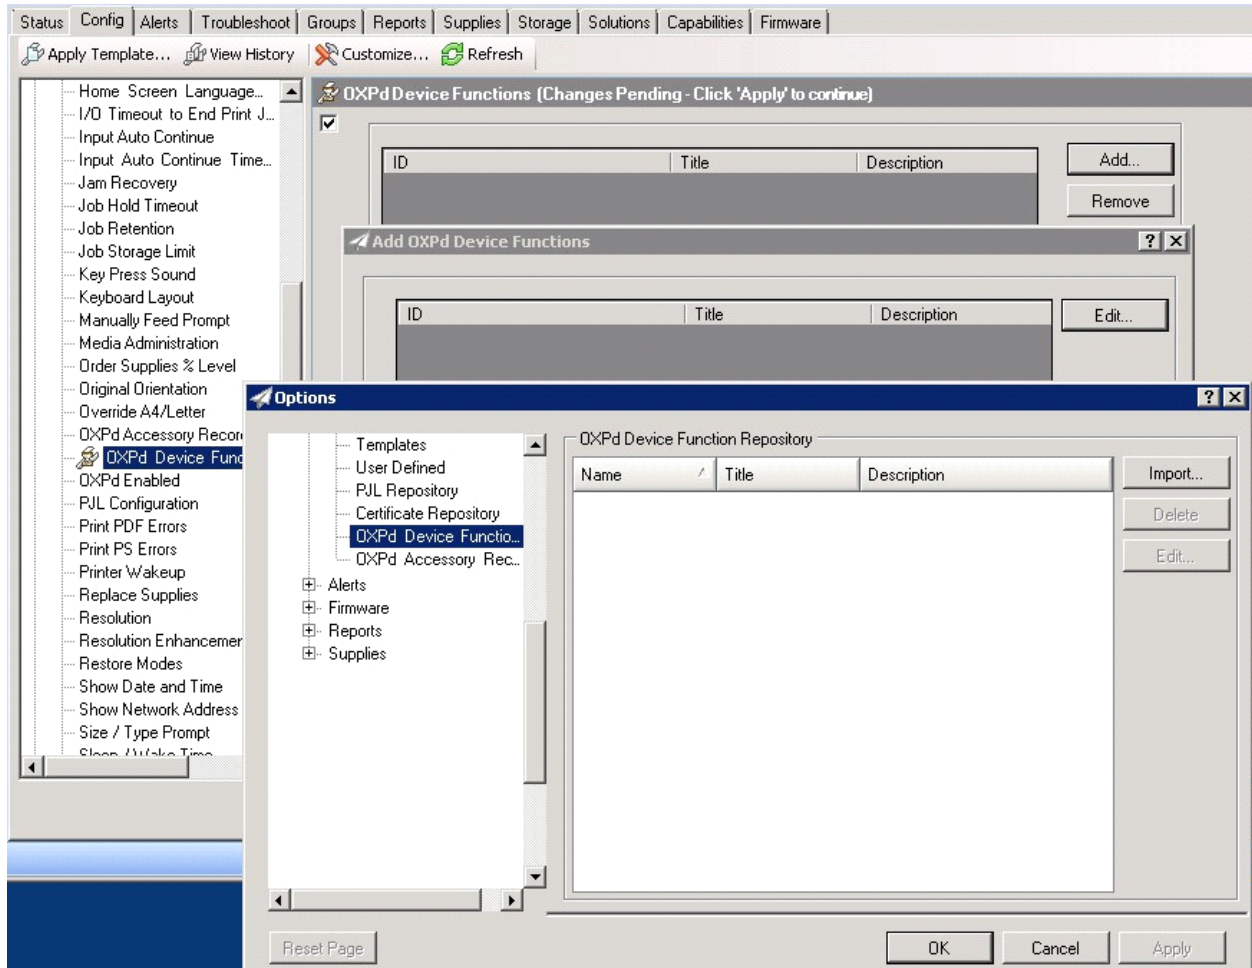 Status Config Alerts Troubleshoot Groups Reports Supplies Storage Solutions Capabilities Firmware
Apply Template... View History Customize... Refresh
Home Screen Language...
I/O Timeout to End Print J...
Input Auto Continue
Input Auto Continue Time...
Jam Recovery
Job Hold Timeout
Job Retention
Job Storage Limit
Key Press Sound
Keyboard Layout
Manually Feed Prompt
Media Administration
Order Supplies % Level
Original Orientation
Override A4/Letter
OXPd Accessory Recor
OXPd Device Func
OXPd Enabled
PJL Configuration
Print PDF Errors
Print PS Errors
Printer Wakeup
Replace Supplies
Resolution
Resolution Enhancemer
Restore Modes
Show Date and Time
Show Network Address
Size / Type Prompt
Sleep / Wake Time
OXPd Device Functions (Changes Pending - Click 'Apply' to continue)
ID Title Description
Add...
Remove
Add OXPd Device Functions
? X
ID Title Description
Edit...
Options
? X
Templates
User Defined
PJL Repository
Certificate Repository
OXPd Device Functio...
OXPd Accessory Rec...
Alerts
Firmware
Reports
Supplies
OXPd Device Function Repository
Name Title Description
Import...
Delete
Edit...
Reset Page
OK Cancel Apply